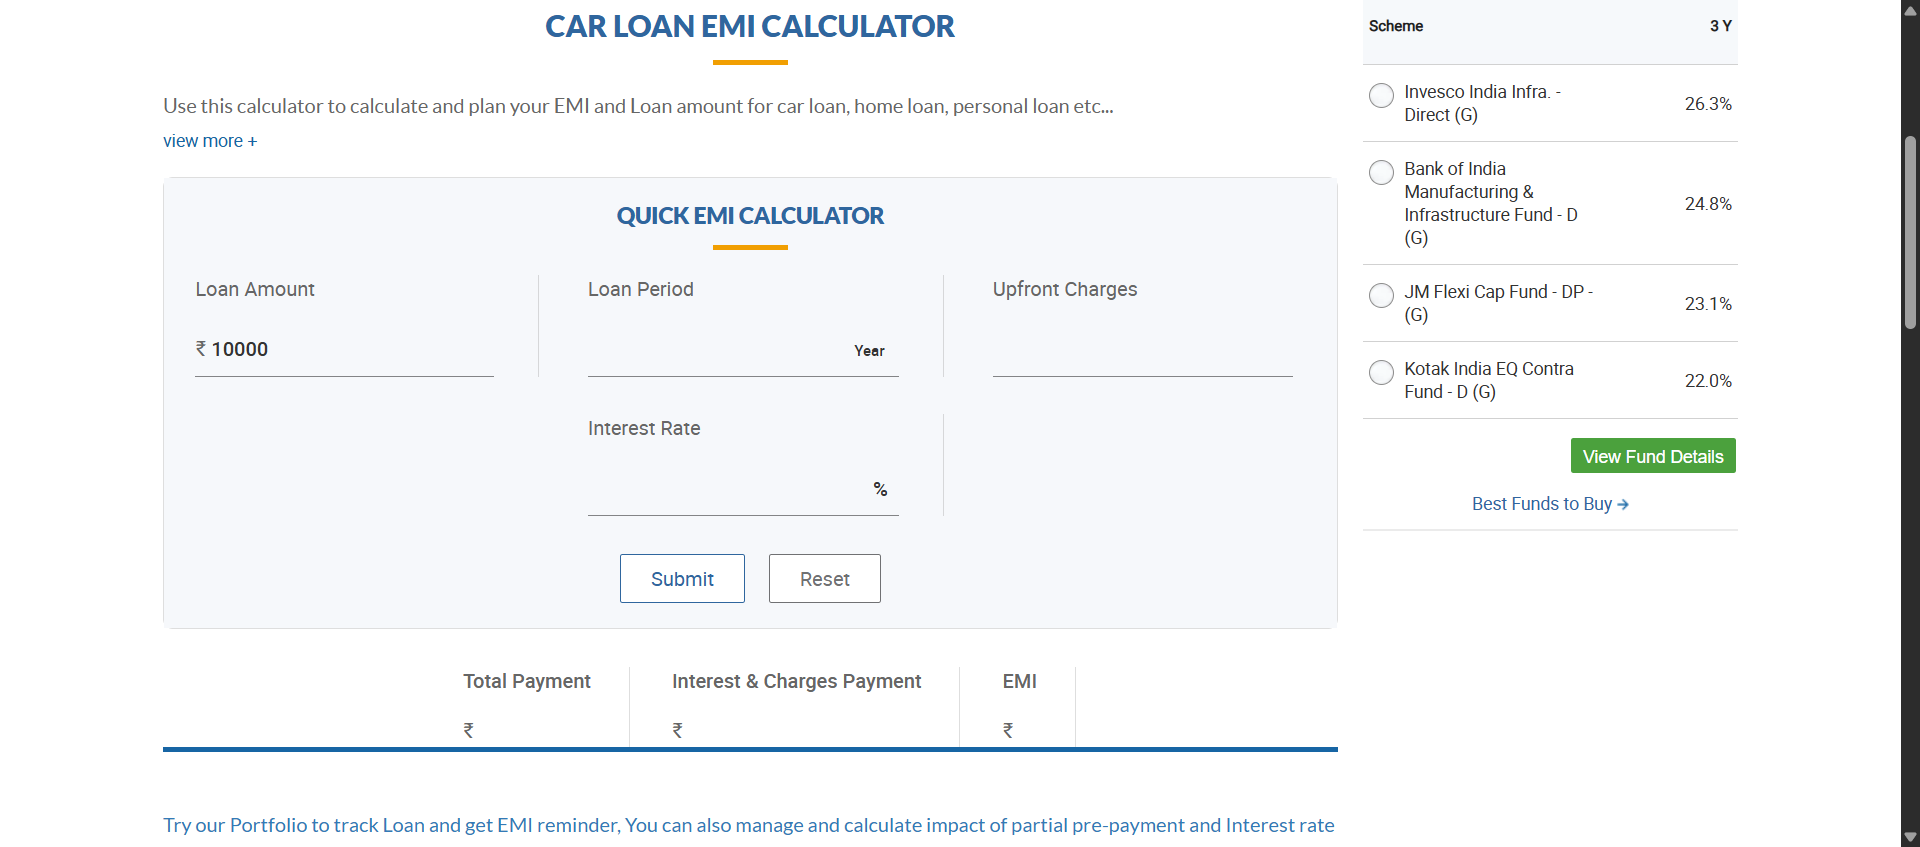 CAR LOAN EMI CALCULATOR
Use this calculator to calculate and plan your EMI and Loan amount for car loan, home loan, personal loan etc...
view more +
QUICK EMI CALCULATOR
Loan Amount
₹ 10000
Loan Period
Year
Upfront Charges
Interest Rate
%
Submit
Reset
Total Payment
₹
Interest & Charges Payment
₹
EMI
₹
Try our Portfolio to track Loan and get EMI reminder, You can also manage and calculate impact of partial pre-payment and Interest rate
Scheme 3 Y
Invesco India Infra. -
Direct (G)
26.3%
Bank of India
Manufacturing &
Infrastructure Fund - D
(G)
24.8%
JM Flexi Cap Fund - DP -
(G)
23.1%
Kotak India EQ Contra
Fund - D (G)
22.0%
View Fund Details
Best Funds to Buy →